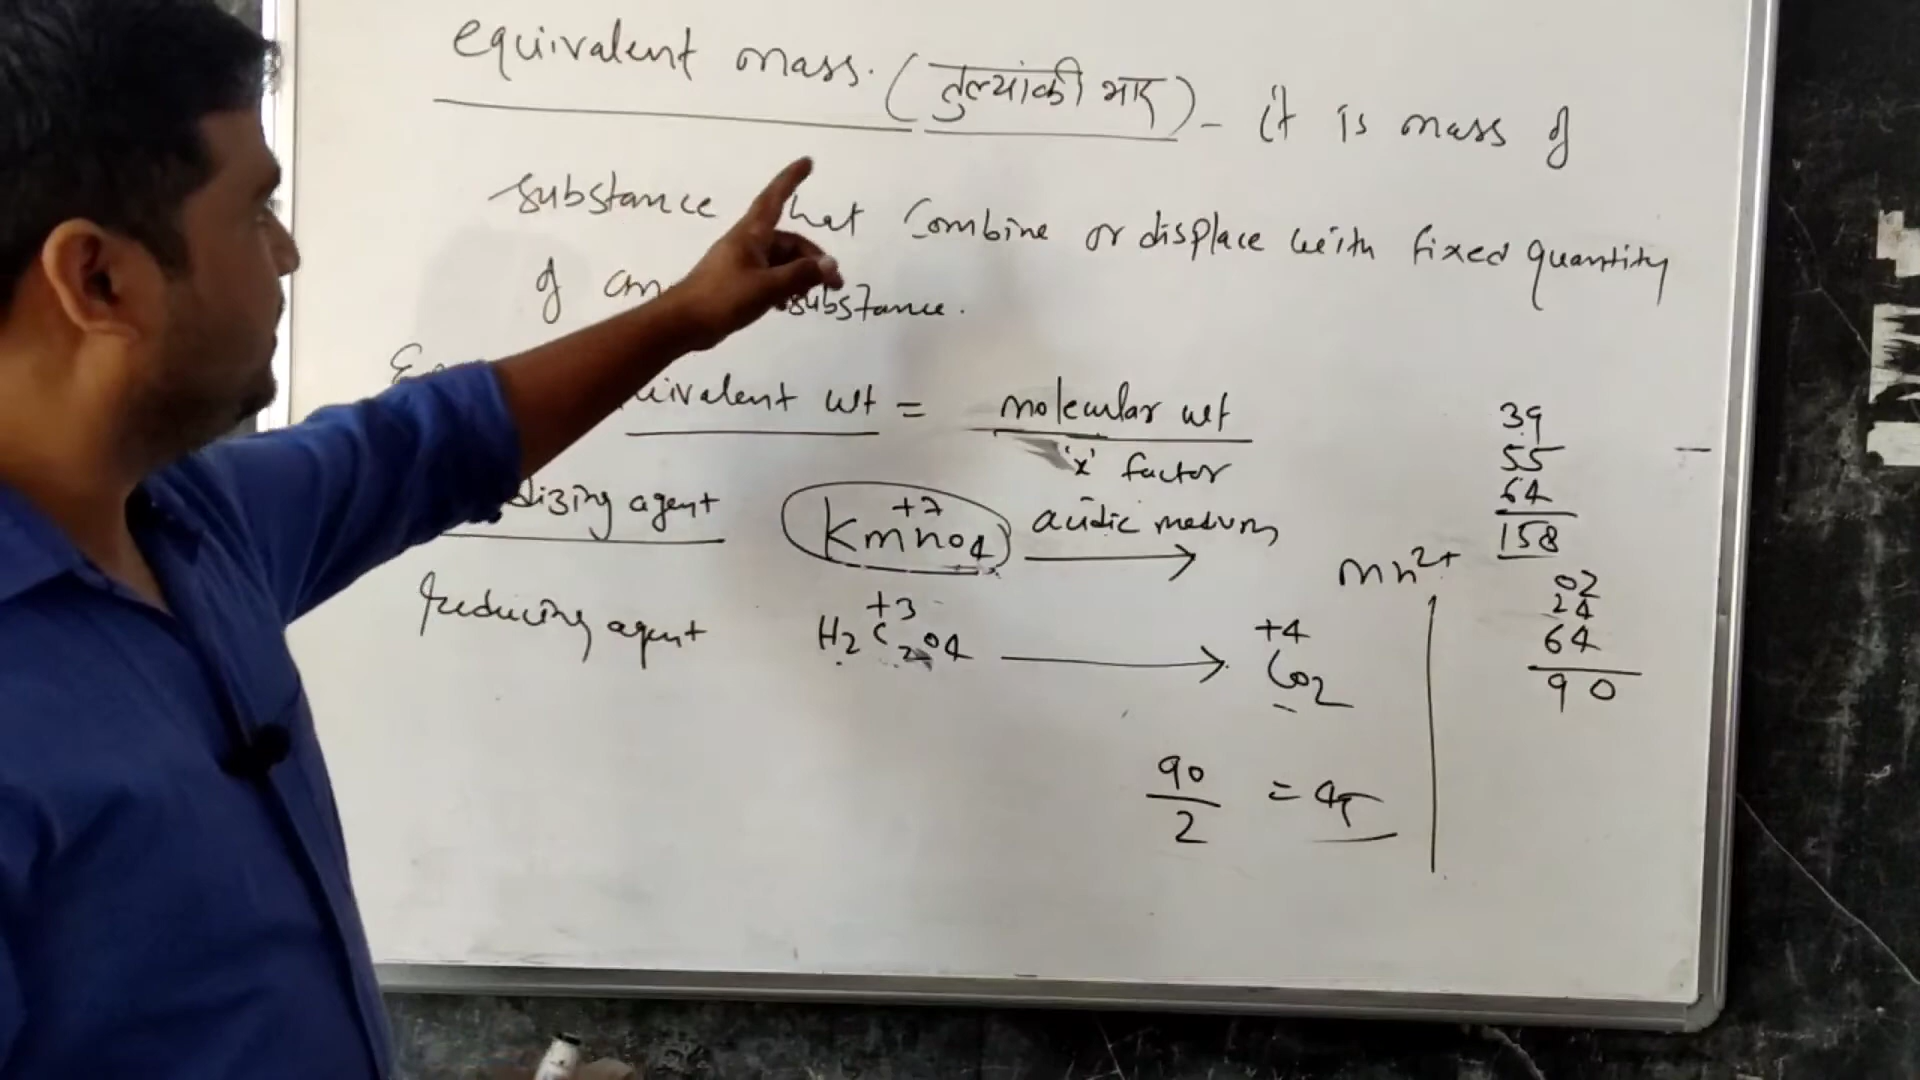 equivalent mass. (तुल्यांकी भार) - it is mass of
substance that combine or displace with fixed quantity
of substance.
equivalent wt = molecular wt / 'x' factor
agent KMnO4 +7 acidic medium → Mn2+
reducing agent H2C2O4 +3 → +4 CO2
90 / 2 = 45
39
55
64
158
02
24
64
90